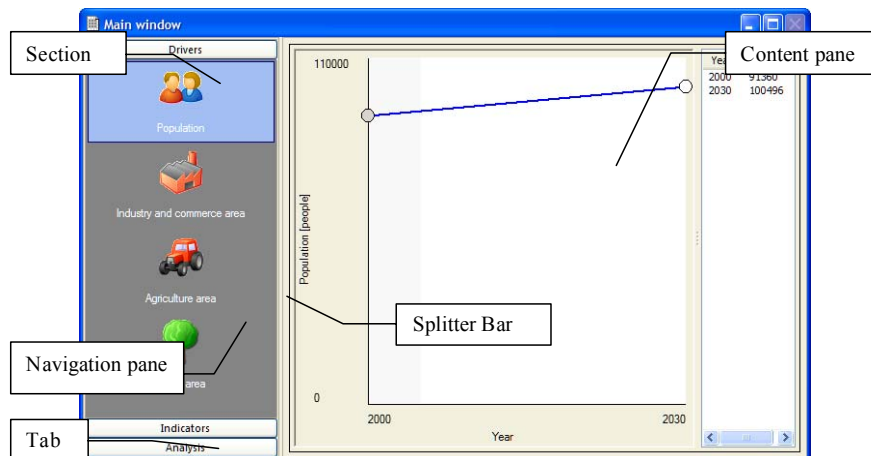 Main window
Drivers
Section
Population
Industry and commerce area
Agriculture area
area
Navigation pane
Indicators
Tab
Analysis
Splitter Bar
Content pane
110000
Population [people]
0
2000
2030
Year
Yea
2000 91360
2030 100496